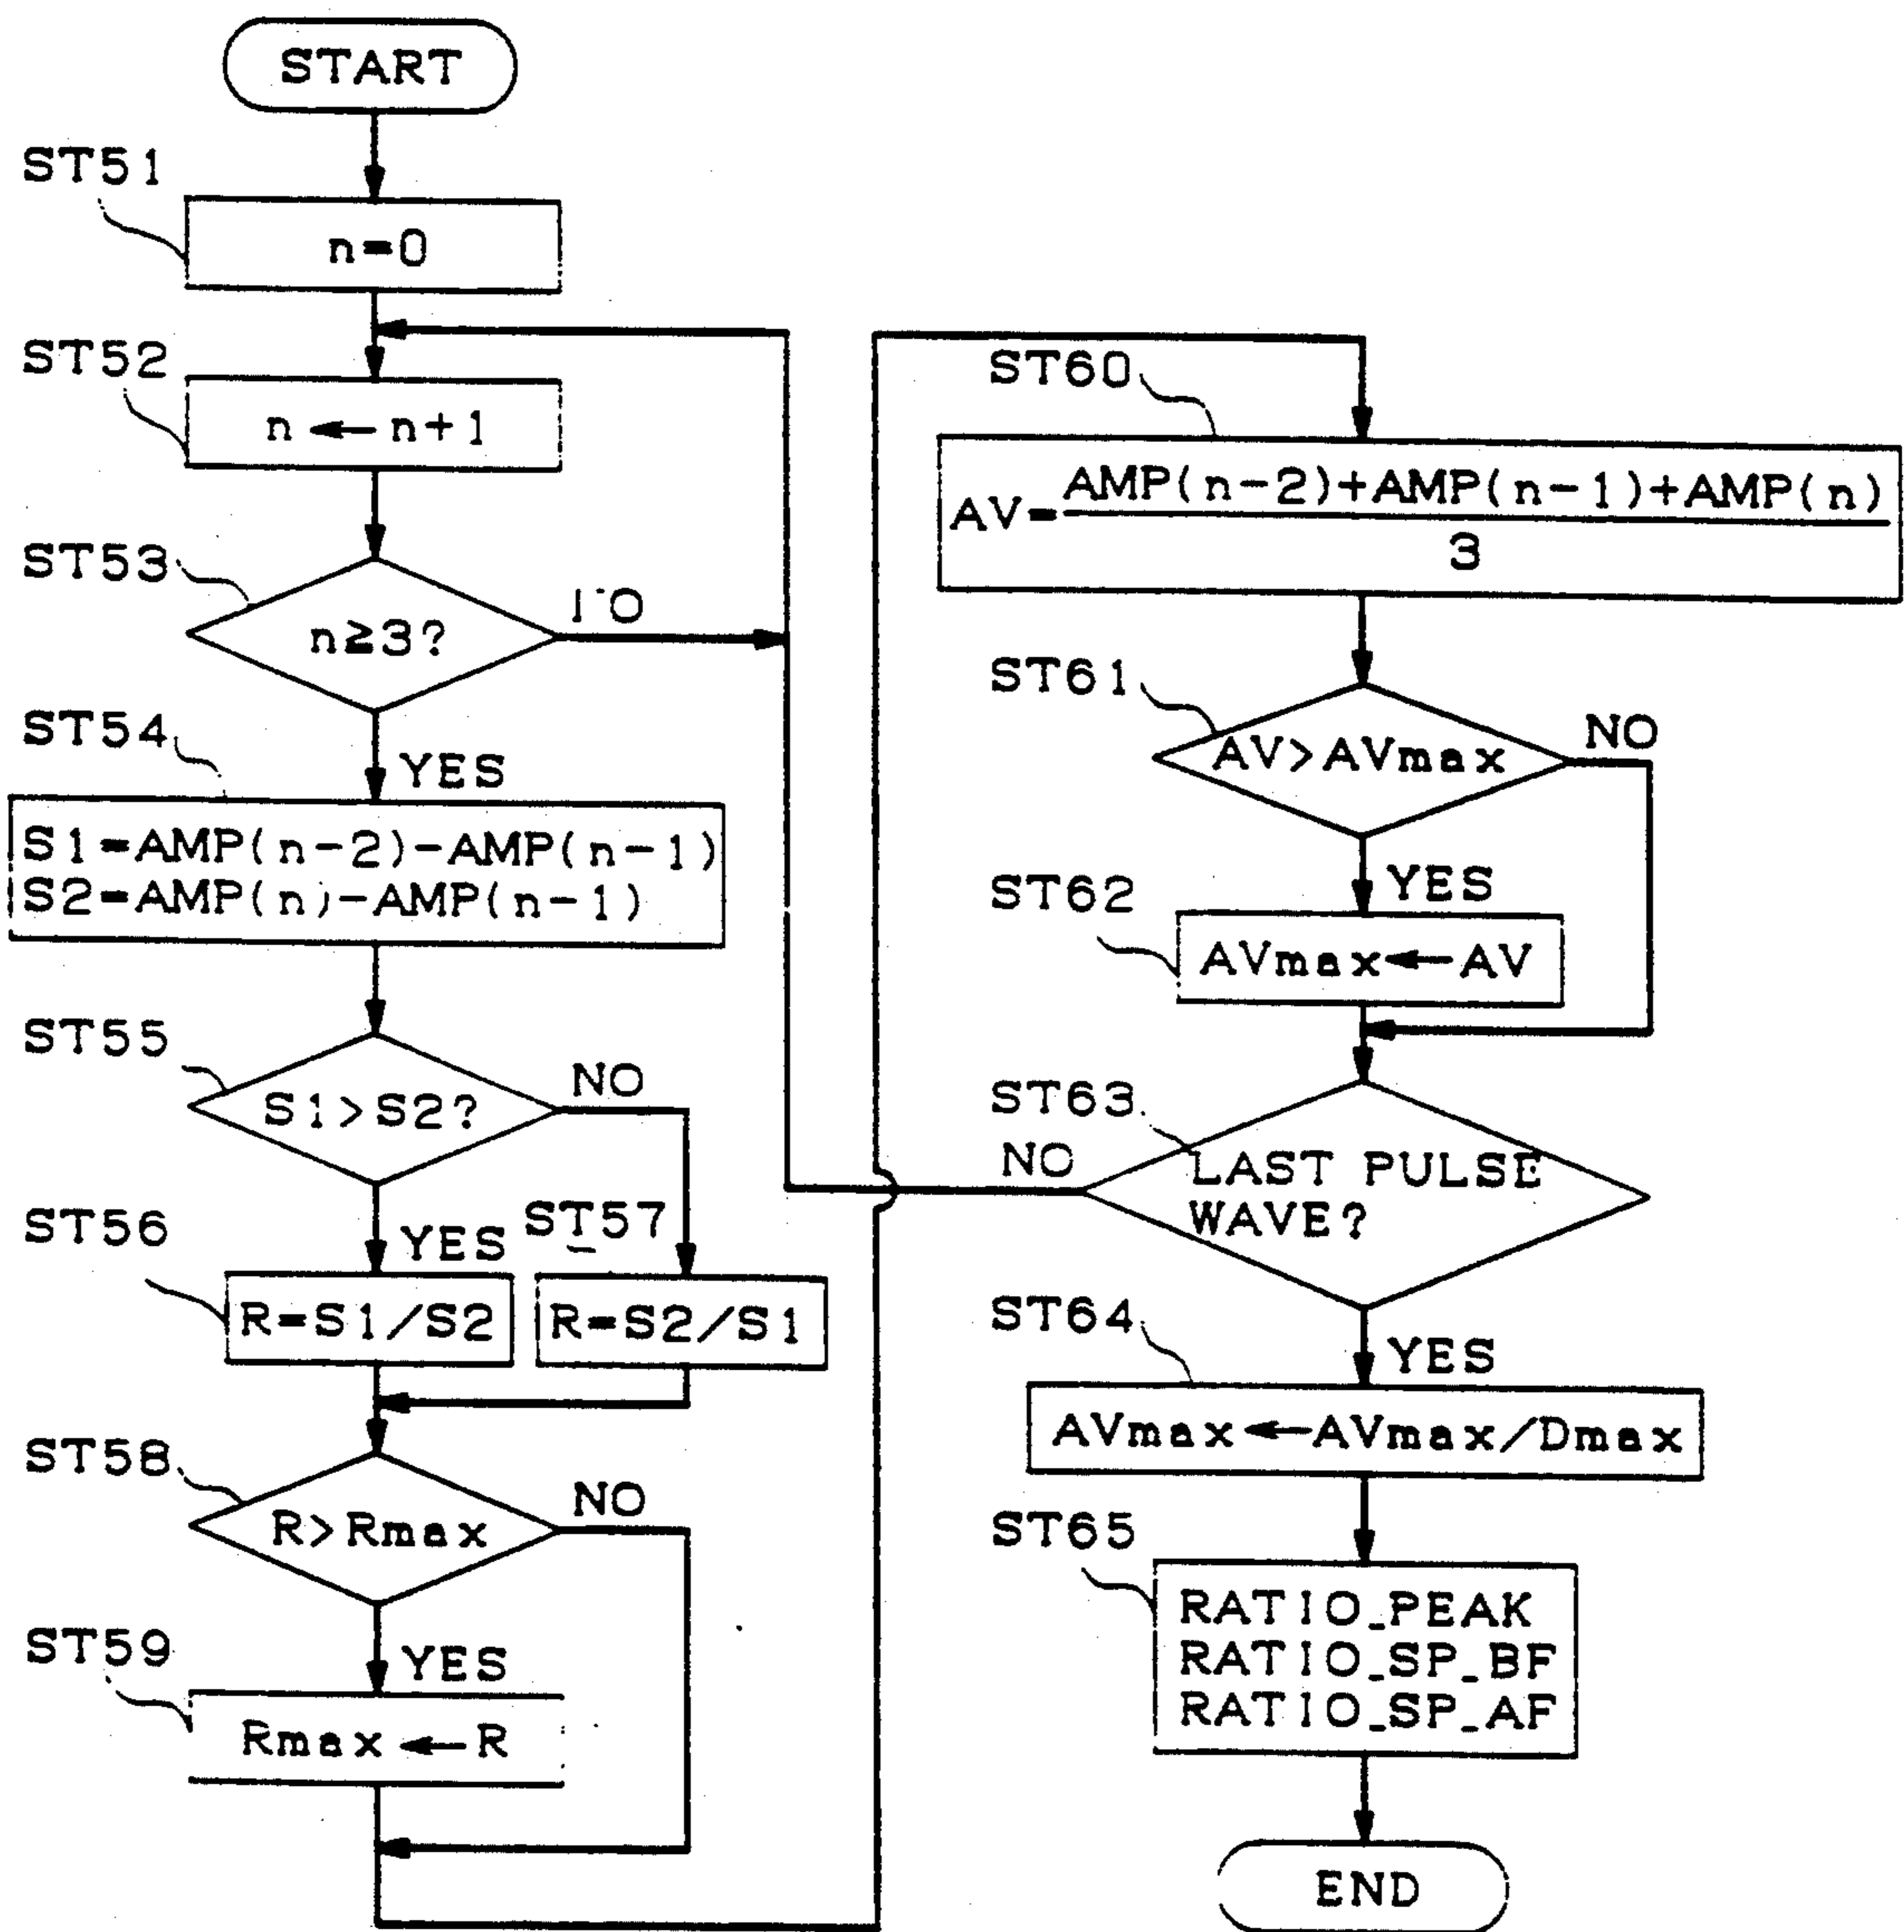 START
ST51
n=0
ST52
n ← n+1
ST53
n≧3?
ST54
YES
S1=AMP(n-2)-AMP(n-1)
S2=AMP(n)-AMP(n-1)
ST55
NO
S1>S2?
ST56
YES
ST57
R=S1/S2
R=S2/S1
ST58
NO
R>Rmax
ST59
YES
Rmax ← R
ST60
AV=
AMP(n-2)+AMP(n-1)+AMP(n)
3
ST61
NO
AV>AVmax
ST62
YES
AVmax←AV
ST63
NO
LAST PULSE
WAVE?
ST64
YES
AVmax←AVmax/Dmax
ST65
RATIO_PEAK
RATIO_SP_BF
RATIO_SP_AF
END